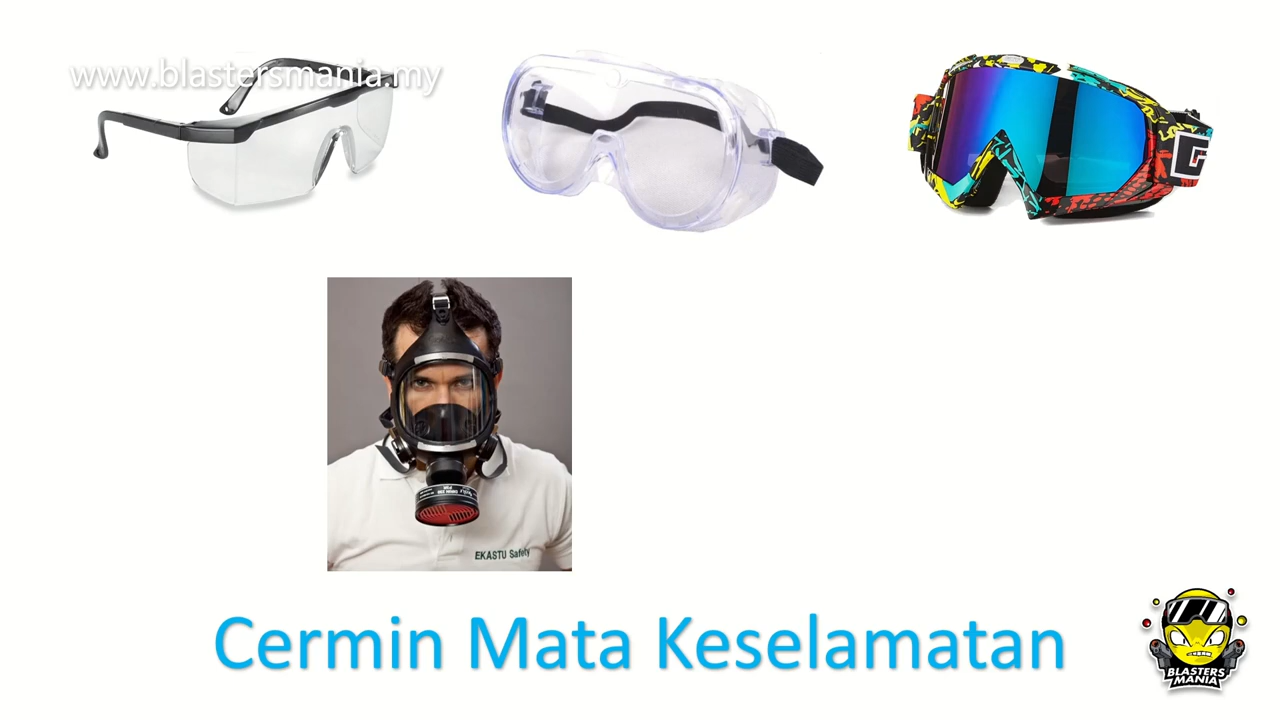 www.blastersmania.my
EKASTU Safety
Cermin Mata Keselamatan
BLASTERS
MANIA